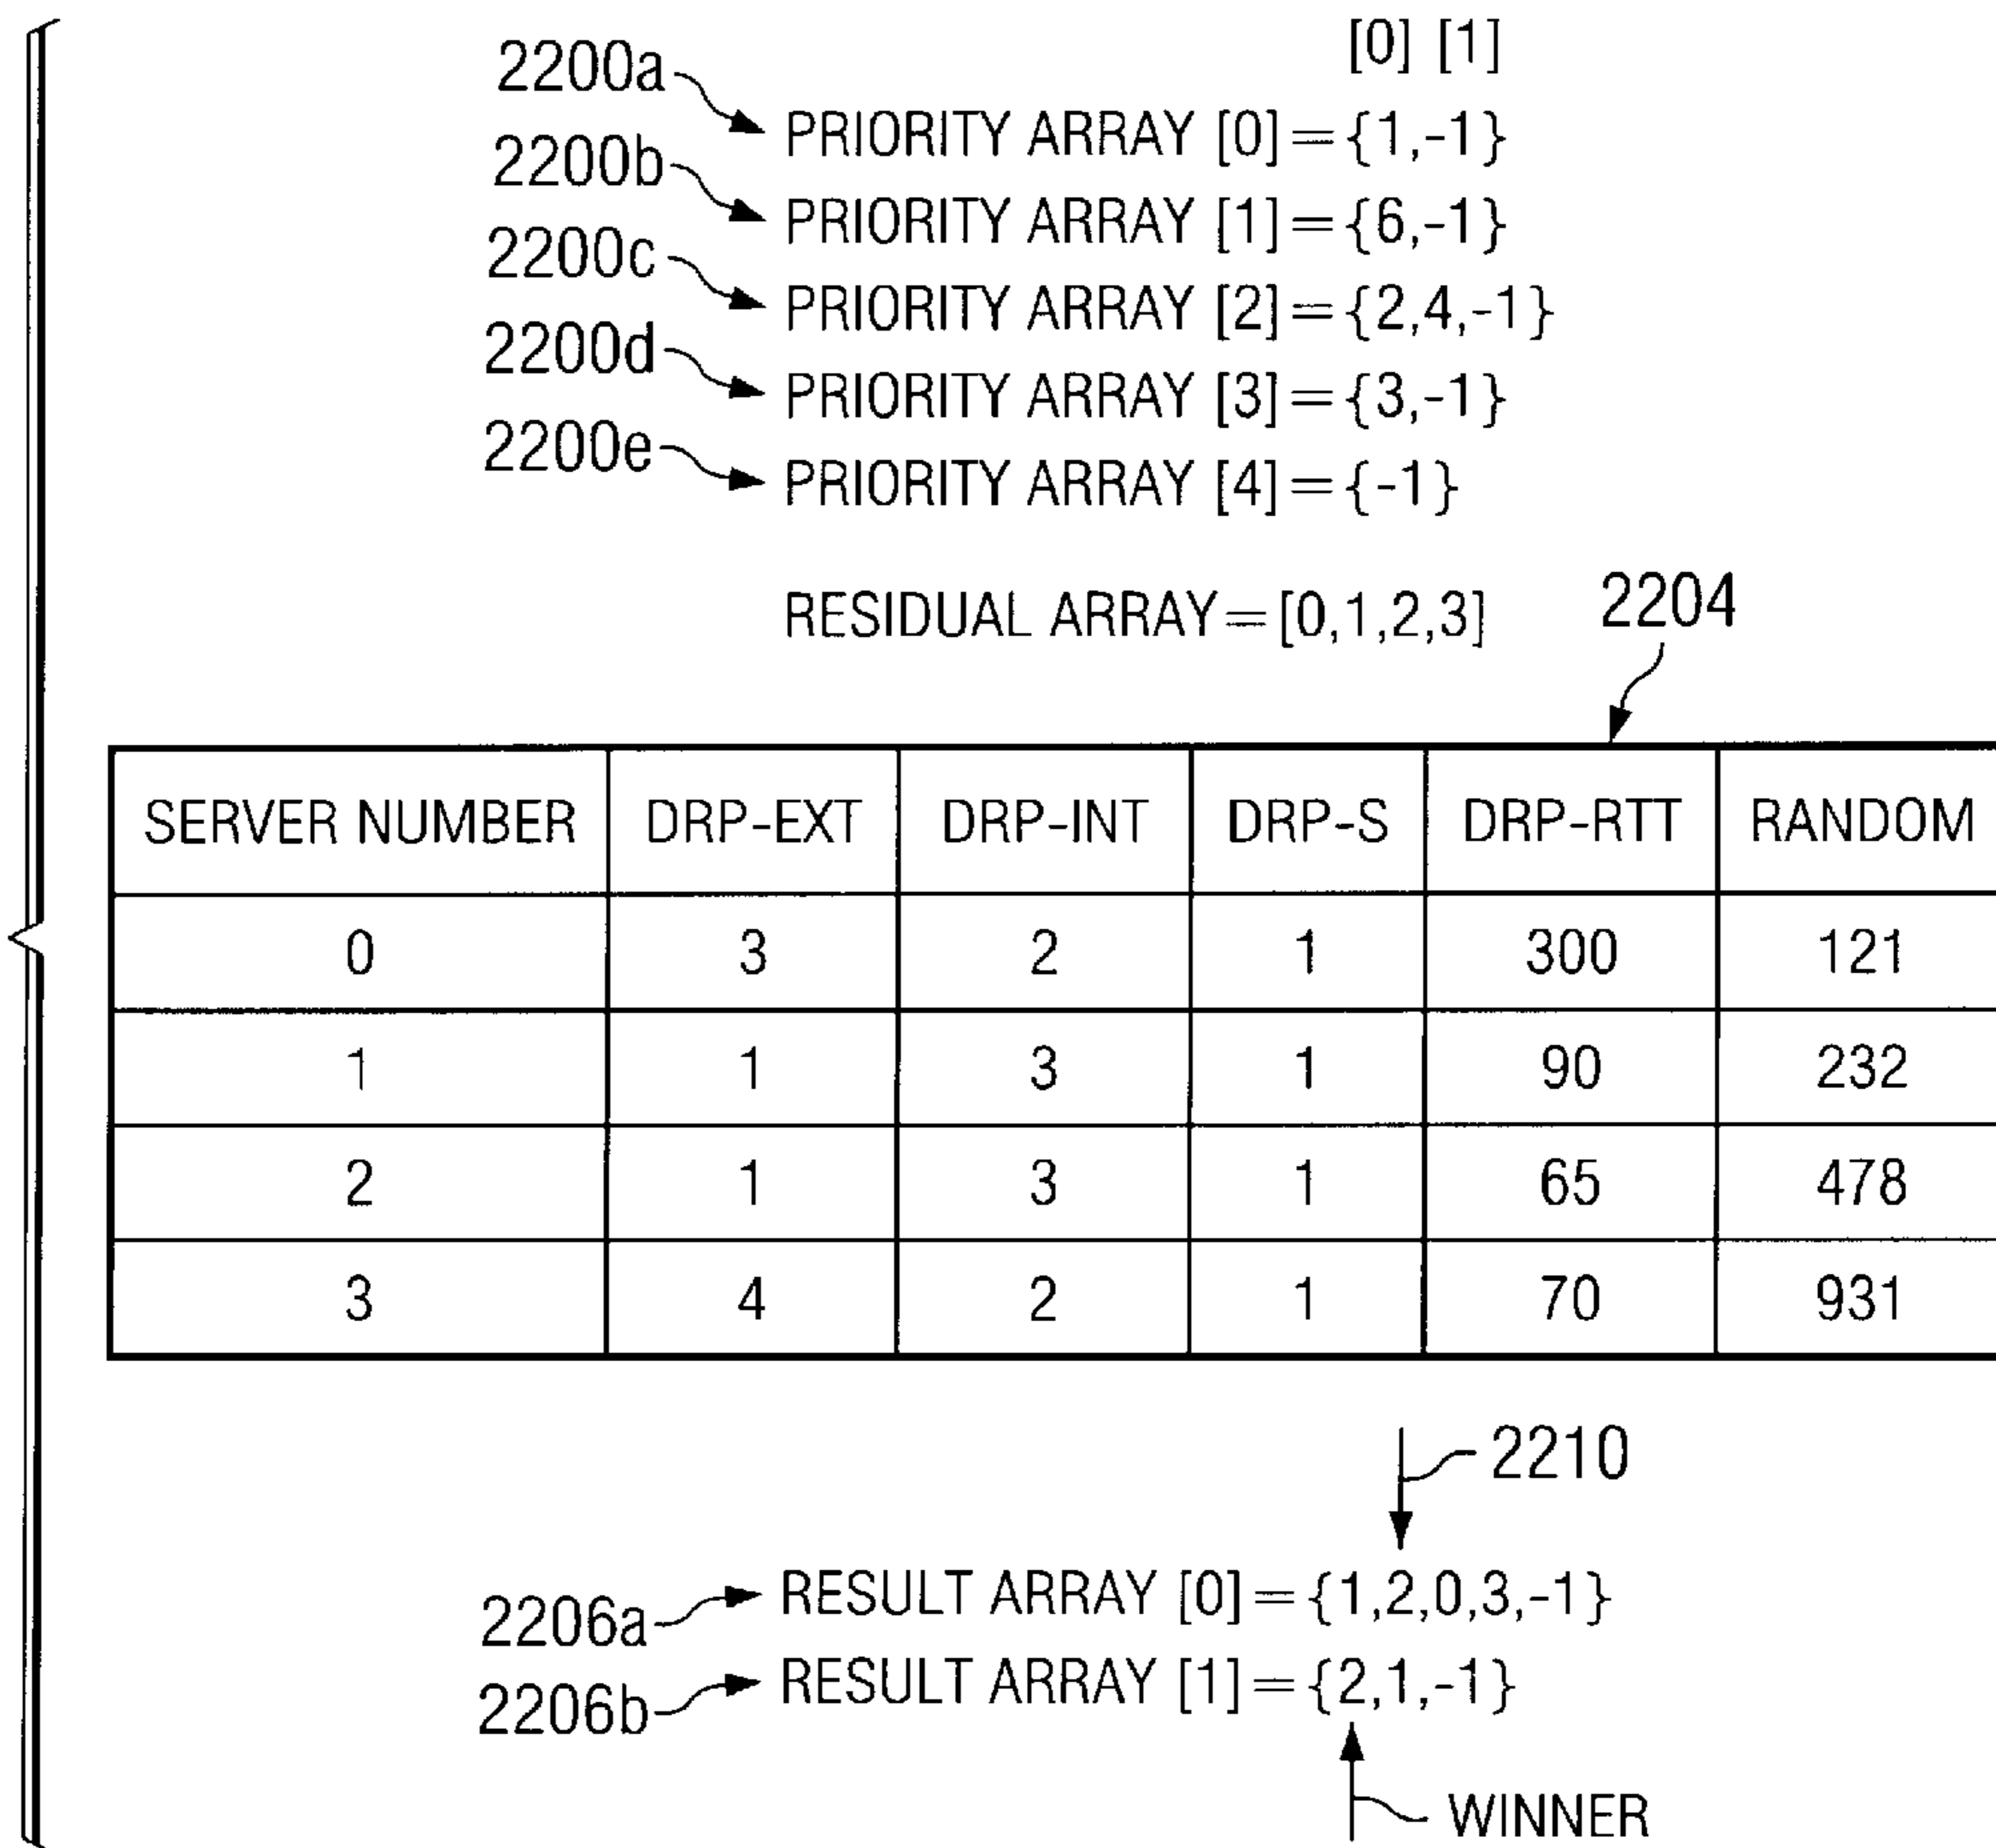 [0] [1]
2200a PRIORITY ARRAY [0]={1,-1}
2200b PRIORITY ARRAY [1]={6,-1}
2200c PRIORITY ARRAY [2]={2,4,-1}
2200d PRIORITY ARRAY [3]={3,-1}
2200e PRIORITY ARRAY [4]={-1}
RESIDUAL ARRAY=[0,1,2,3]
2204
SERVER NUMBER DRP-EXT DRP-INT DRP-S DRP-RTT RANDOM
0 3 2 1 300 121
1 1 3 1 90 232
2 1 3 1 65 478
3 4 2 1 70 931
2210
2206a RESULT ARRAY [0]={1,2,0,3,-1}
2206b RESULT ARRAY [1]={2,1,-1}
WINNER